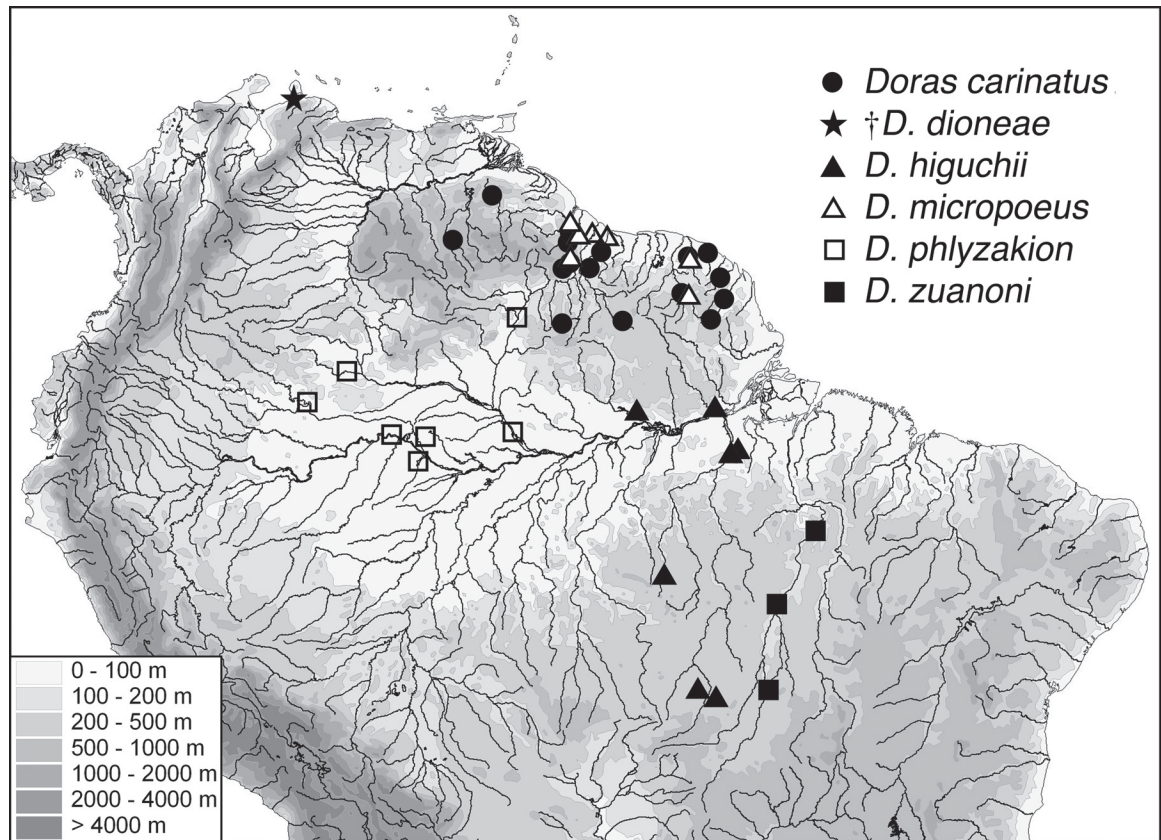 Doras carinatus
†D. dioneae
D. higuchii
D. micropoeus
D. phlyzakion
D. zuanoni
0 - 100 m
100 - 200 m
200 - 500 m
500 - 1000 m
1000 - 2000 m
2000 - 4000 m
> 4000 m